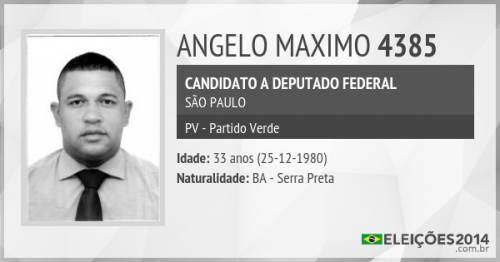 ANGELO MAXIMO 4385
CANDIDATO A DEPUTADO FEDERAL
SÃO PAULO
PV - Partido Verde
Idade: 33 anos (25-12-1980)
Naturalidade: BA - Serra Preta
ELEIÇÕES2014
.com.br